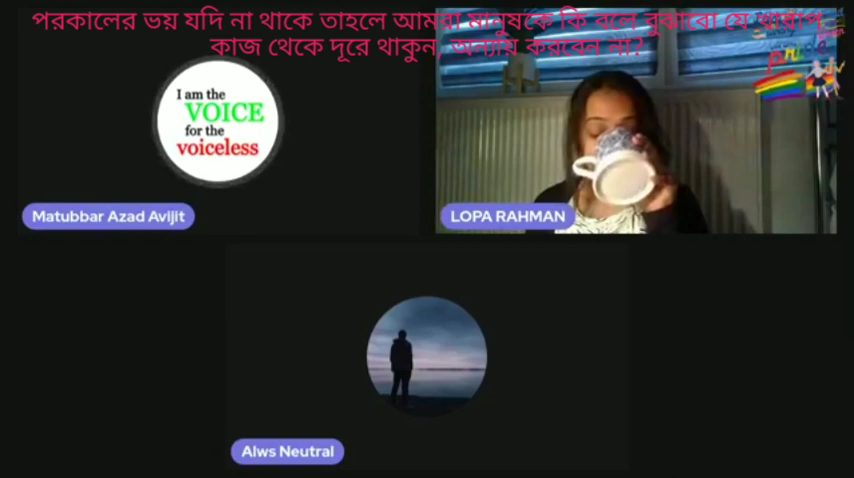 পরকালের ভয় যদি না থাকে তাহলে আমরা মানুষকে কি বলে বুঝাবো যে খারাপ
কাজ থেকে দূরে থাকুন, অন্যায় করবেন না?
I am the
VOICE
for the
voiceless
Matubbar Azad Avijit
LOPA RAHMAN
Alws Neutral